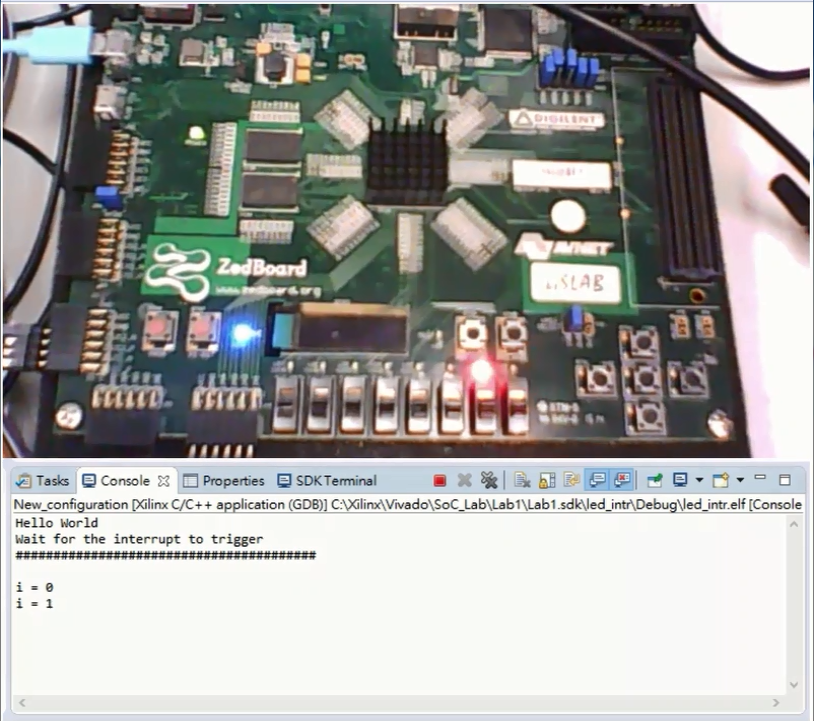 DIGILENT
AVNET
ZedBoard
www.zedboard.org
LiSLAB
Tasks
Console
Properties
SDK Terminal
New_configuration [Xilinx C/C++ application (GDB)] C:\Xilinx\Vivado\SoC_Lab\Lab1\Lab1.sdk\led_intr\Debug\led_intr.elf [Console
Hello World
Wait for the interrupt to trigger
########################################
i = 0
i = 1